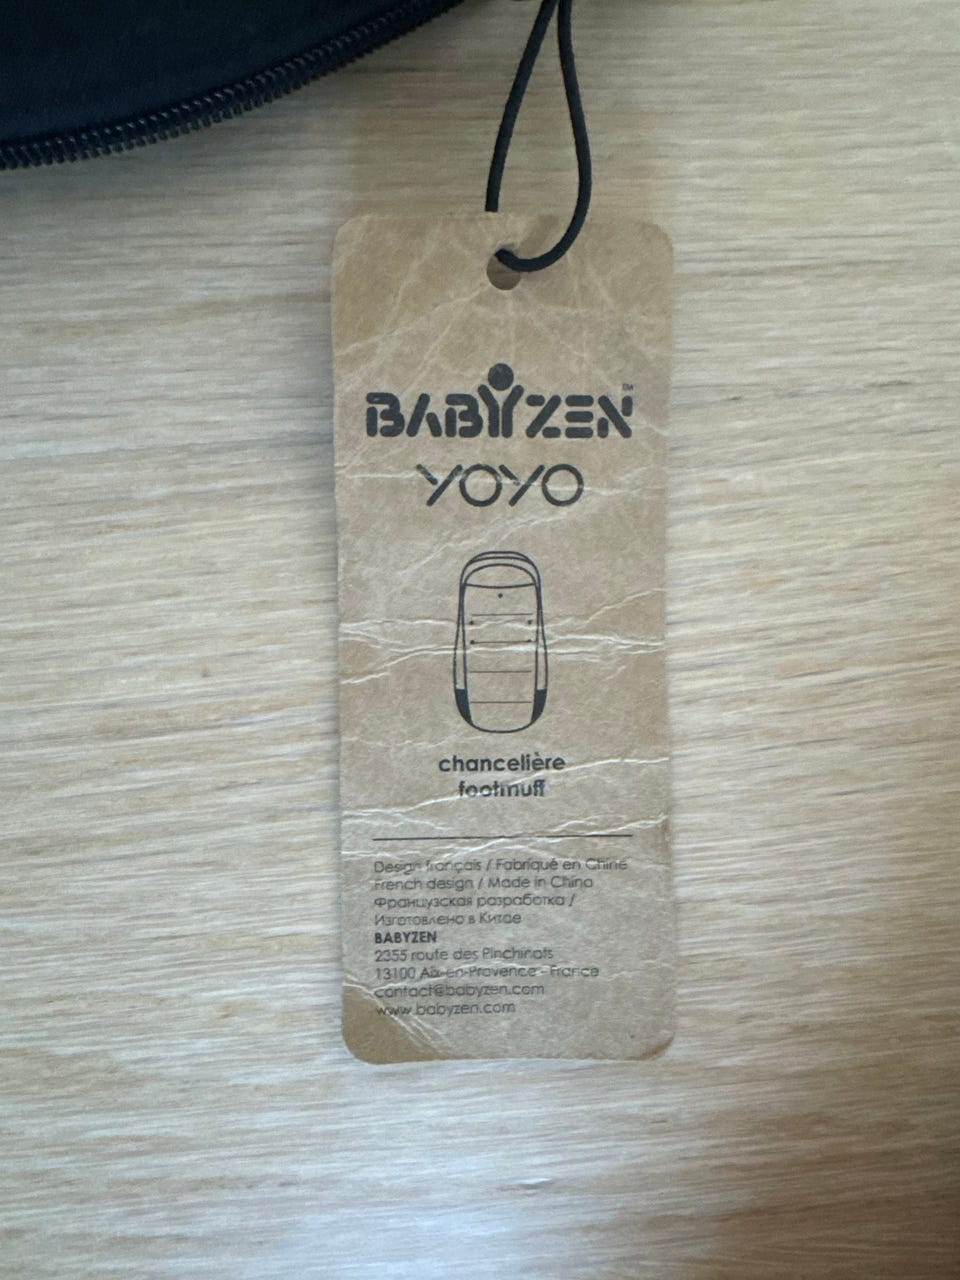 BABYZEN™
YOYO
chancelière
footmuff
Design français / Fabriqué en Chine
French design / Made in China
Французская разработка /
Изготовлено в Китае
BABYZEN
2355 route des Pinchinats
13100 Aix-en-Provence - France
contact@babyzen.com
www.babyzen.com